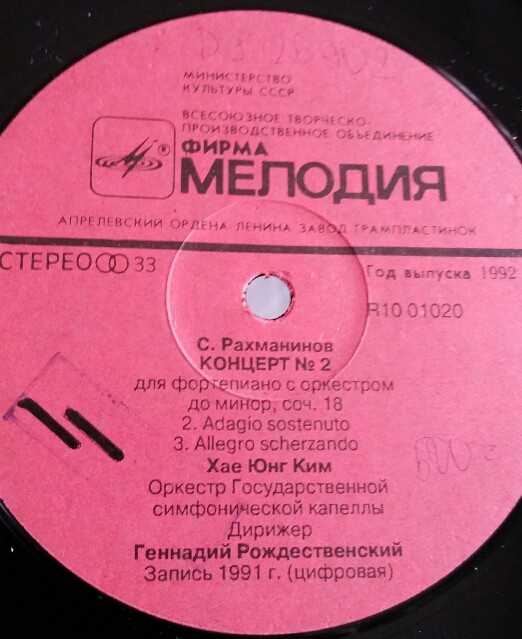 МИНИСТЕРСТВО
КУЛЬТУРЫ СССР
ВСЕСОЮЗНОЕ ТВОРЧЕСКО-
ПРОИЗВОДСТВЕННОЕ ОБЪЕДИНЕНИЕ
ФИРМА
®
МЕЛОДИЯ
АПРЕЛЕВСКИЙ ОРДЕНА ЛЕНИНА ЗАВОД ГРАМПЛАСТИНОК
СТЕРЕО 33
Год выпуска 1992
R10 01020
С. Рахманинов
КОНЦЕРТ № 2
для фортепиано с оркестром
до минор, соч. 18
2. Adagio sostenuto
3. Allegro scherzando
Хае Юнг Ким
Оркестр Государственной
симфонической капеллы
Дирижер
Геннадий Рождественский
Запись 1991 г. (цифровая)